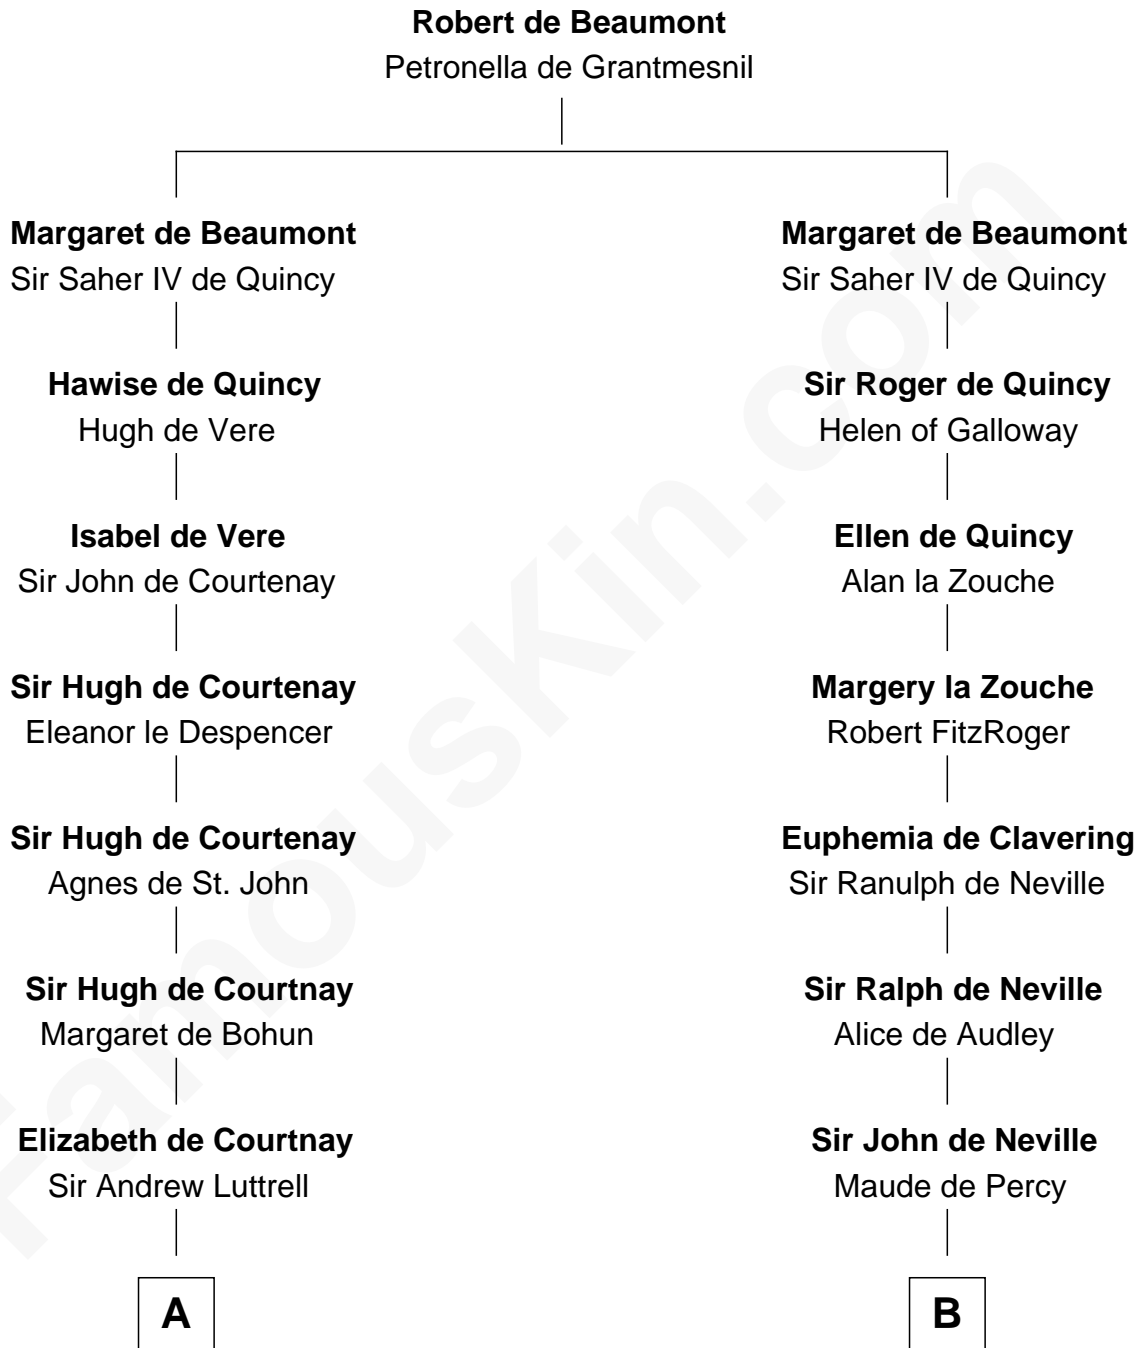 Robert de Beaumont
Petronella de Grantmesnil
Margaret de Beaumont
Sir Saher IV de Quincy
Hawise de Quincy
Hugh de Vere
Isabel de Vere
Sir John de Courtenay
Sir Hugh de Courtenay
Eleanor le Despencer
Sir Hugh de Courtenay
Agnes de St. John
Sir Hugh de Courtnay
Margaret de Bohun
Elizabeth de Courtnay
Sir Andrew Luttrell
A
Margaret de Beaumont
Sir Saher IV de Quincy
Sir Roger de Quincy
Helen of Galloway
Ellen de Quincy
Alan la Zouche
Margery la Zouche
Robert FitzRoger
Euphemia de Clavering
Sir Ranulph de Neville
Sir Ralph de Neville
Alice de Audley
Sir John de Neville
Maude de Percy
B
FamousKin.com